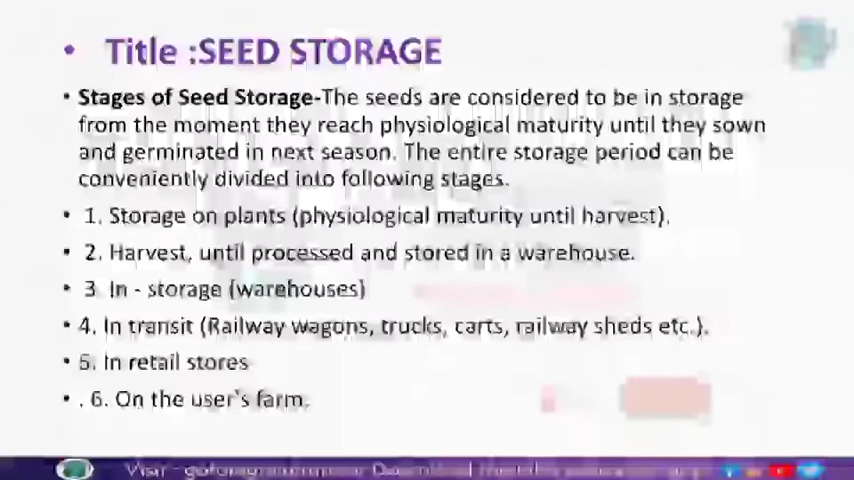 • Title :SEED STORAGE
• Stages of Seed Storage-The seeds are considered to be in storage
from the moment they reach physiological maturity until they sown
and germinated in next season. The entire storage period can be
conveniently divided into following stages.
• 1. Storage on plants (physiological maturity until harvest).
• 2. Harvest, until processed and stored in a warehouse.
• 3. In - storage (warehouses)
• 4. In transit (Railway wagons, trucks, carts, railway sheds etc.).
• 5. In retail stores
• . 6. On the user's farm.